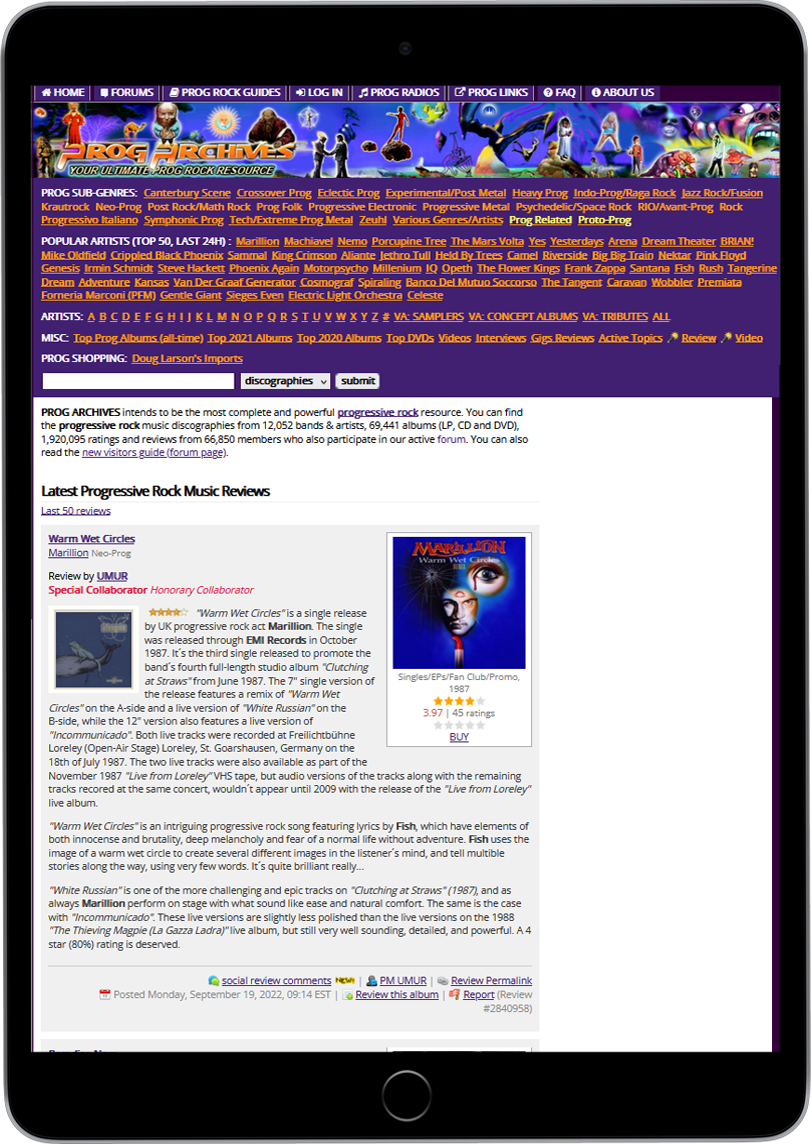 HOME FORUMS PROG ROCK GUIDES LOG IN PROG RADIOS PROG LINKS FAQ ABOUT US
PROG ARCHIVES
YOUR ULTIMATE PROG ROCK RESOURCE
PROG SUB-GENRES: Canterbury Scene Crossover Prog Eclectic Prog Experimental/Post Metal Heavy Prog Indo-Prog/Raga Rock Jazz Rock/Fusion
Krautrock Neo-Prog Post Rock/Math Rock Prog Folk Progressive Electronic Progressive Metal Psychedelic/Space Rock RIO/Avant-Prog Rock
Progressivo Italiano Symphonic Prog Tech/Extreme Prog Metal Zeuhl Various Genres/Artists Prog Related Proto-Prog
POPULAR ARTISTS (TOP 50, LAST 24H) : Marillion Machiavel Nemo Porcupine Tree The Mars Volta Yes Yesterdays Arena Dream Theater BRIAN!
Mike Oldfield Crippled Black Phoenix Sammal King Crimson Aliante Jethro Tull Held By Trees Camel Riverside Big Big Train Nektar Pink Floyd
Genesis Irmin Schmidt Steve Hackett Phoenix Again Motorpsycho Millenium IQ Opeth The Flower Kings Frank Zappa Santana Fish Rush Tangerine
Dream Adventure Kansas Van Der Graaf Generator Cosmograf Spiraling Banco Del Mutuo Soccorso The Tangent Caravan Wobbler Premiata
Forneria Marconi (PFM) Gentle Giant Sieges Even Electric Light Orchestra Celeste
ARTISTS: A B C D E F G H I J K L M N O P Q R S T U V W X Y Z # VA: SAMPLERS VA: CONCEPT ALBUMS VA: TRIBUTES ALL
MISC: Top Prog Albums (all-time) Top 2021 Albums Top 2020 Albums Top DVDs Videos Interviews Gigs Reviews Active Topics Review Video
PROG SHOPPING: Doug Larson's Imports
discographies submit
PROG ARCHIVES intends to be the most complete and powerful progressive rock resource. You can find
the progressive rock music discographies from 12,052 bands & artists, 69,441 albums (LP, CD and DVD),
1,920,095 ratings and reviews from 66,850 members who also participate in our active forum. You can also
read the new visitors guide (forum page).
Latest Progressive Rock Music Reviews
Last 50 reviews
Warm Wet Circles
Marillion Neo-Prog
Review by UMUR
Special Collaborator Honorary Collaborator
"Warm Wet Circles" is a single release
by UK progressive rock act Marillion. The single
was released through EMI Records in October
1987. It´s the third single released to promote the
band´s fourth full-length studio album "Clutching
at Straws" from June 1987. The 7" single version of
the release features a remix of "Warm Wet
Circles" on the A-side and a live version of "White Russian" on the
B-side, while the 12" version also features a live version of
"Incommunicado". Both live tracks were recorded at Freilichtbühne
Loreley (Open-Air Stage) Loreley, St. Goarshausen, Germany on the
18th of July 1987. The two live tracks were also available as part of the
November 1987 "Live from Loreley" VHS tape, but audio versions of the tracks along with the remaining
tracks recored at the same concert, wouldn´t appear until 2009 with the release of the "Live from Loreley"
live album.
MARILLION
Warm Wet Circles
Singles/EPs/Fan Club/Promo,
1987
3.97 | 45 ratings
BUY
"Warm Wet Circles" is an intriguing progressive rock song featuring lyrics by Fish, which have elements of
both innocence and brutality, deep melancholy and fear of a normal life without adventure. Fish uses the
image of a warm wet circle to create several different images in the listener´s mind, and tell multible
stories along the way, using very few words. It´s quite brilliant really...
"White Russian" is one of the more challenging and epic tracks on "Clutching at Straws" (1987), and as
always Marillion perform on stage with what sound like ease and natural comfort. The same is the case
with "Incommunicado". These live versions are slightly less polished than the live versions on the 1988
"The Thieving Magpie (La Gazza Ladra)" live album, but still very well sounding, detailed, and powerful. A 4
star (80%) rating is deserved.
social review comments NEW! | PM UMUR | Review Permalink
Posted Monday, September 19, 2022, 09:14 EST | Review this album | Report (Review
#2840958)